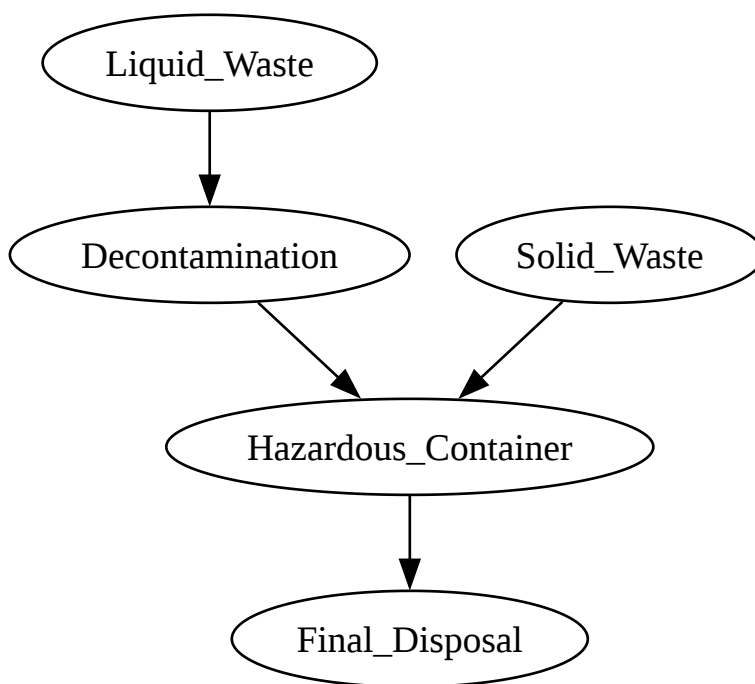 Liquid_Waste
Decontamination
Solid_Waste
Hazardous_Container
Final_Disposal